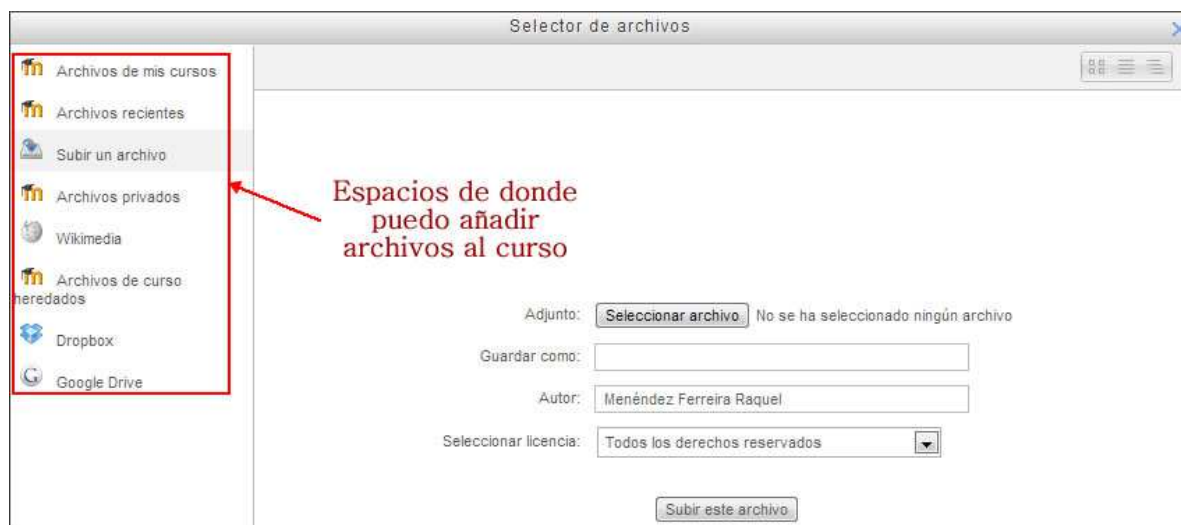 Selector de archivos
Archivos de mis cursos
Archivos recientes
Subir un archivo
Archivos privados
Wikimedia
Archivos de curso
heredados
Dropbox
Google Drive
Espacios de donde
puedo añadir
archivos al curso
Adjunto: Seleccionar archivo No se ha seleccionado ningún archivo
Guardar como:
Autor: Menéndez Ferreira Raquel
Seleccionar licencia: Todos los derechos reservados
Subir este archivo